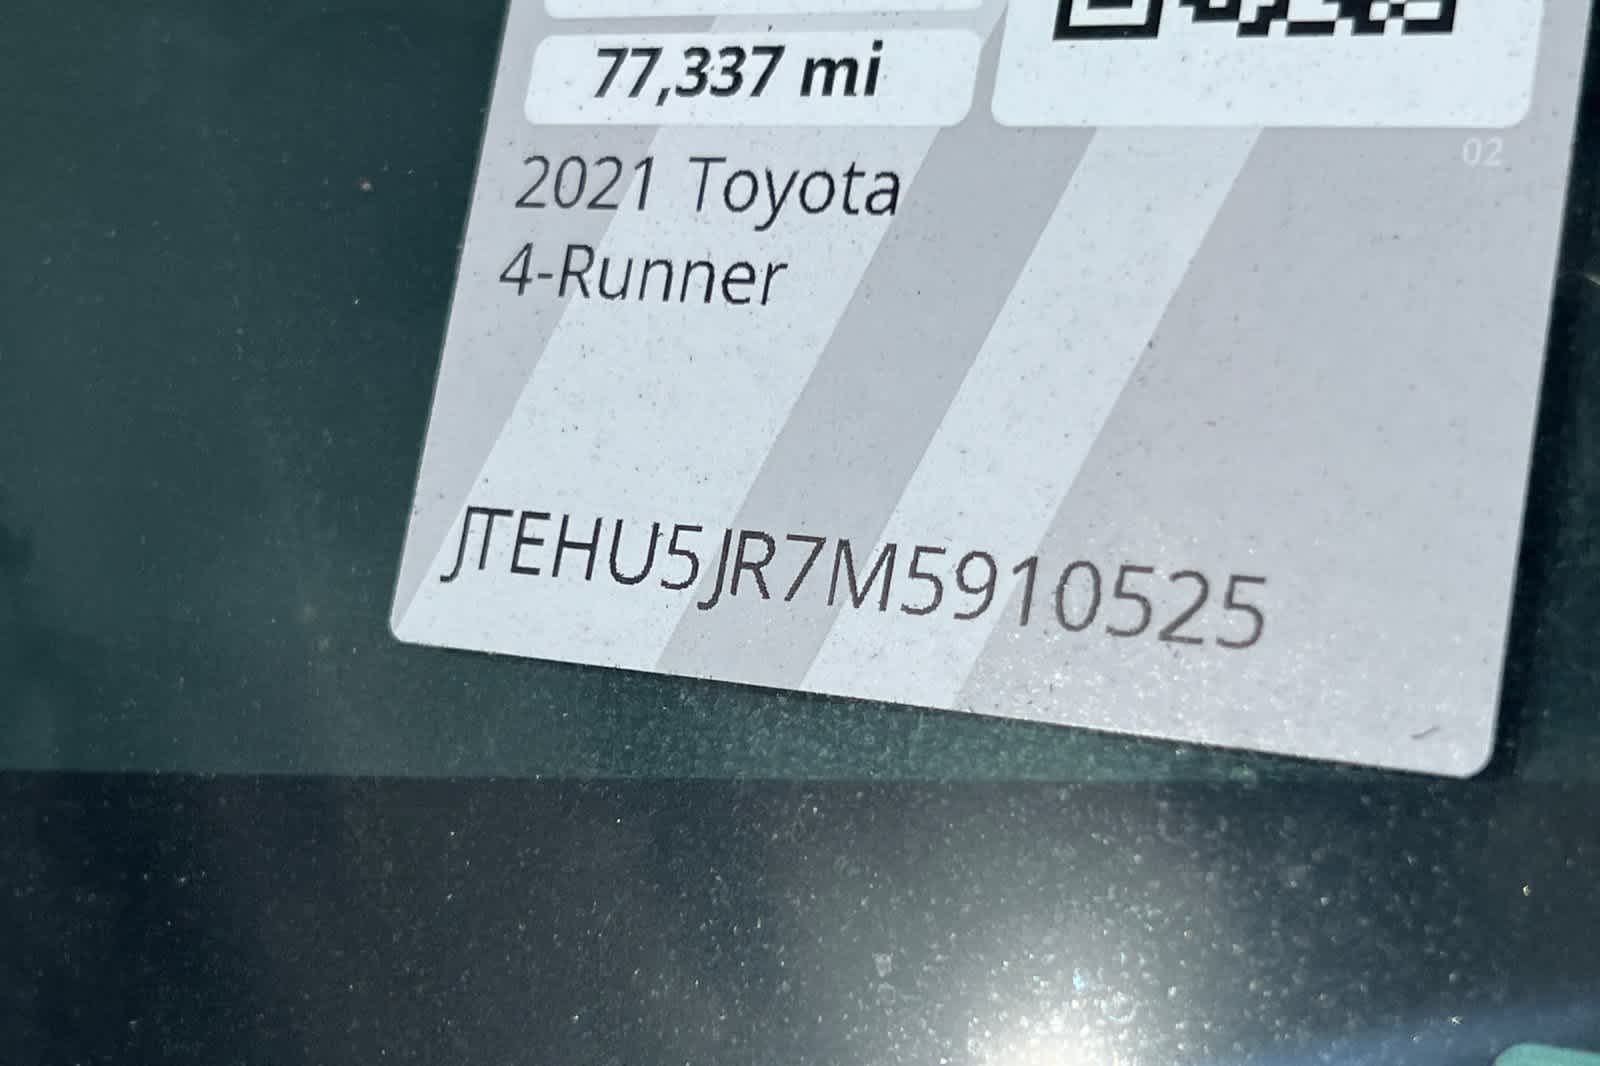 77,337 mi
02
2021 Toyota
4-Runner
JTEHU5JR7M5910525